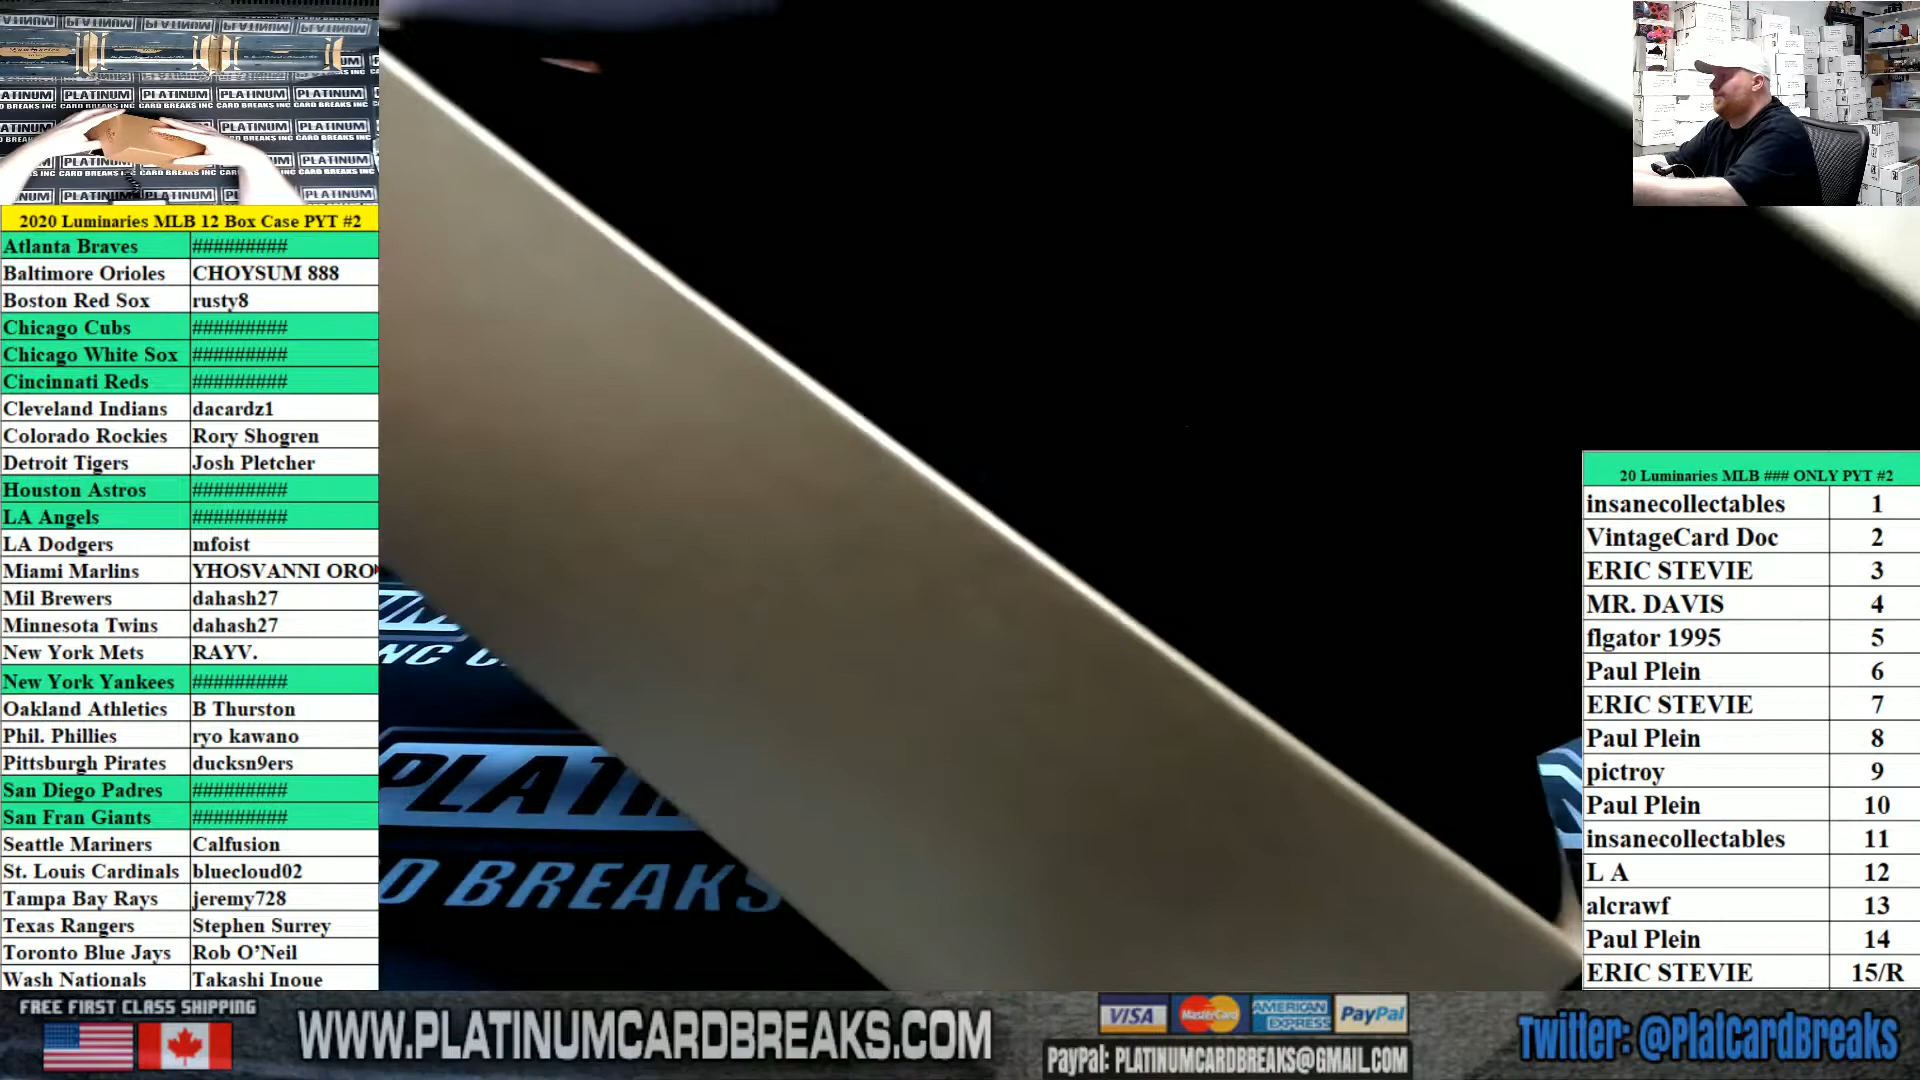 2020 Luminaries MLB 12 Box Case PYT #2
Atlanta Braves #########
Baltimore Orioles CHOYSUM 888
Boston Red Sox rusty8
Chicago Cubs #########
Chicago White Sox #########
Cincinnati Reds #########
Cleveland Indians dacardz1
Colorado Rockies Rory Shogren
Detroit Tigers Josh Pletcher
Houston Astros #########
LA Angels #########
LA Dodgers mfoist
Miami Marlins YHOSVANNI ORO
Mil Brewers dahash27
Minnesota Twins dahash27
New York Mets RAYV.
New York Yankees #########
Oakland Athletics B Thurston
Phil. Phillies ryo kawano
Pittsburgh Pirates ducksn9ers
San Diego Padres #########
San Fran Giants #########
Seattle Mariners Calfusion
St. Louis Cardinals bluecloud02
Tampa Bay Rays jeremy728
Texas Rangers Stephen Surrey
Toronto Blue Jays Rob O’Neil
Wash Nationals Takashi Inoue
20 Luminaries MLB ### ONLY PYT #2
insanecollectables 1
VintageCard Doc 2
ERIC STEVIE 3
MR. DAVIS 4
flgator 1995 5
Paul Plein 6
ERIC STEVIE 7
Paul Plein 8
pictroy 9
Paul Plein 10
insanecollectables 11
L A 12
alcrawf 13
Paul Plein 14
ERIC STEVIE 15/R
D BREAKS
FREE FIRST CLASS SHIPPING
WWW.PLATINUMCARDBREAKS.COM
VISA MasterCard AMERICAN EXPRESS PayPal
PayPal: PLATINUMCARDBREAKS@GMAIL.COM
Twitter: @PlatCardBreaks